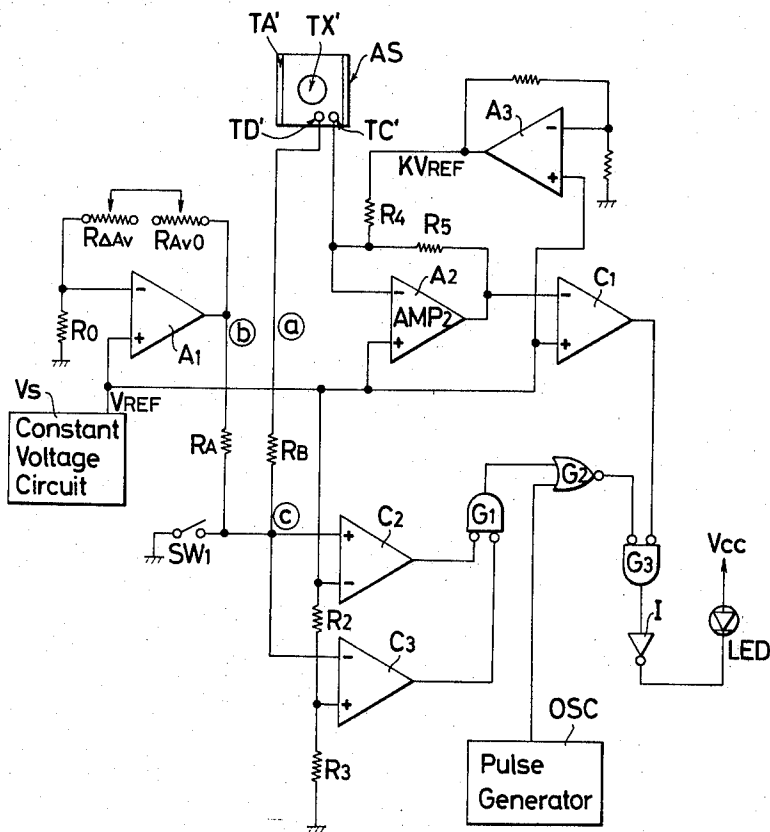 TX'
TA'
AS
TD'
TC'
A3
KVREF
R4
R5
RΔAv
RAv0
A2
C1
AMP2
R0
A1
ⓑ
ⓐ
Vs
VREF
Constant
Voltage
Circuit
RA
RB
G2
G1
ⓒ
C2
SW1
G3
Vcc
R2
I
C3
LED
OSC
R3
Pulse
Generator